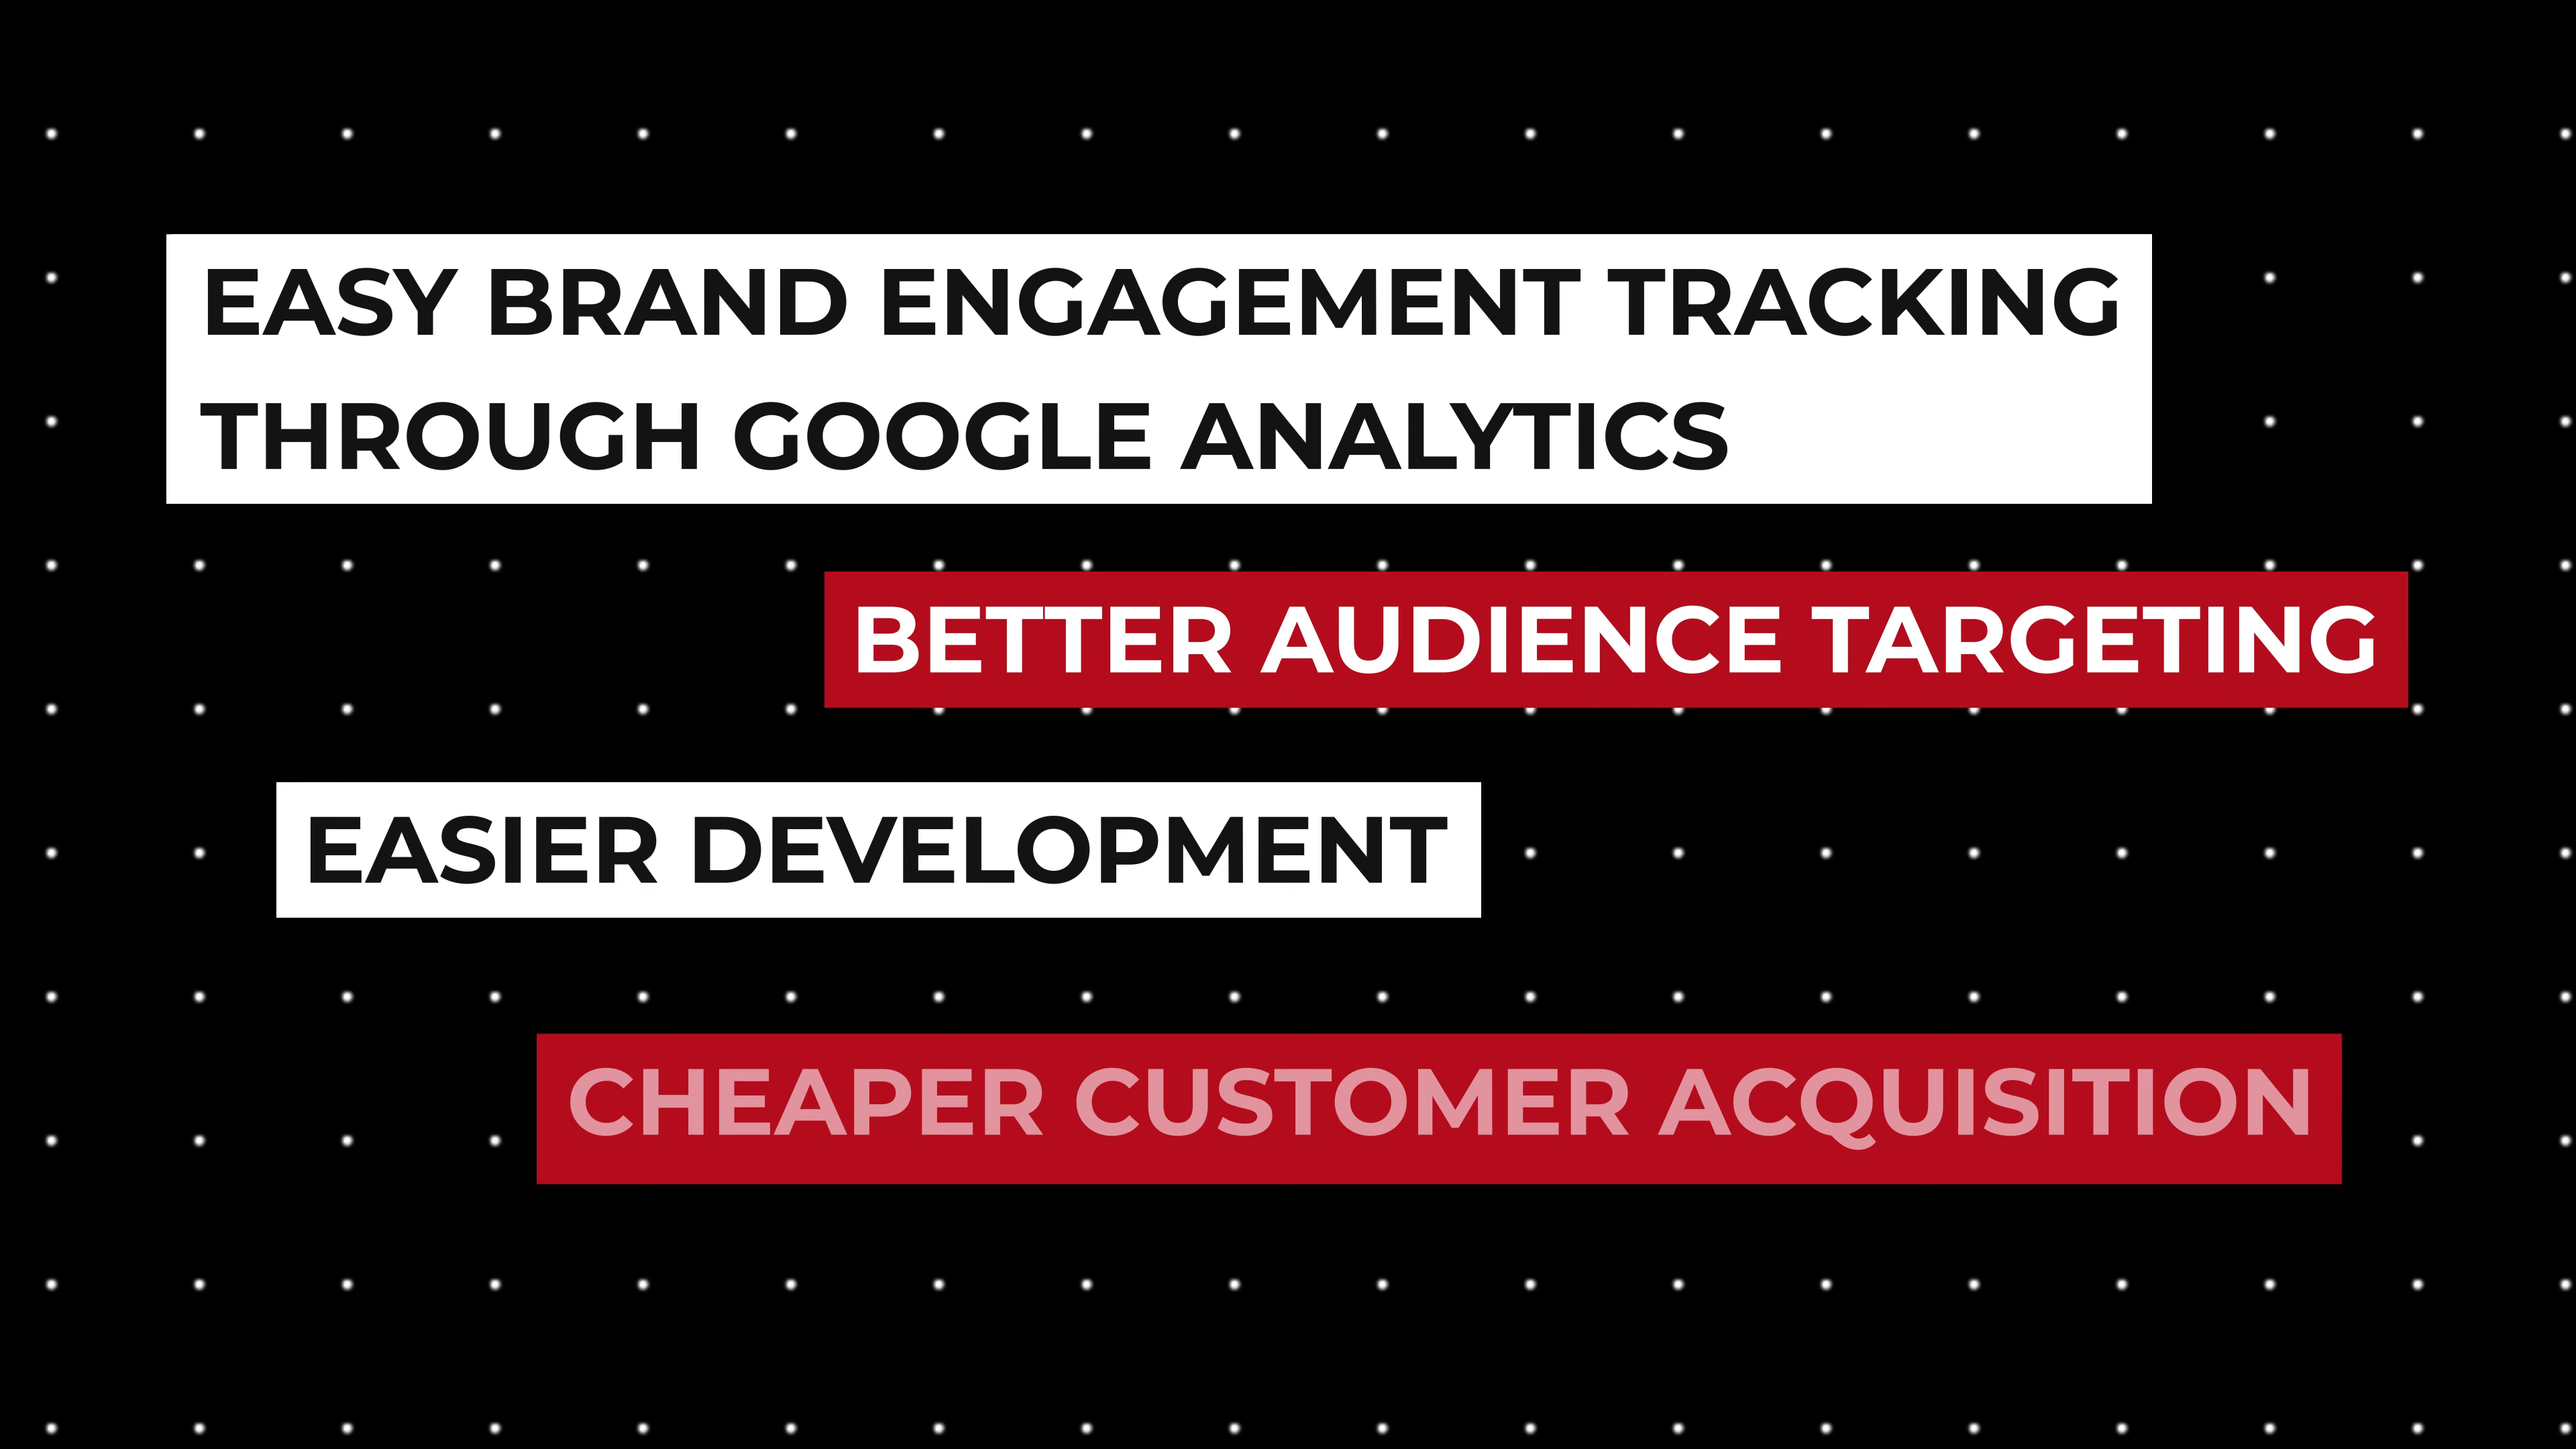 EASY BRAND ENGAGEMENT TRACKING
THROUGH GOOGLE ANALYTICS
BETTER AUDIENCE TARGETING
EASIER DEVELOPMENT
CHEAPER CUSTOMER ACQUISITION